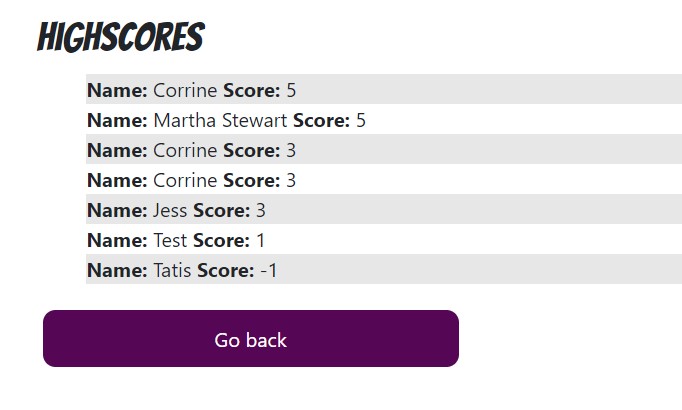 HIGHSCORES
Name: Corrine Score: 5
Name: Martha Stewart Score: 5
Name: Corrine Score: 3
Name: Corrine Score: 3
Name: Jess Score: 3
Name: Test Score: 1
Name: Tatis Score: -1
Go back